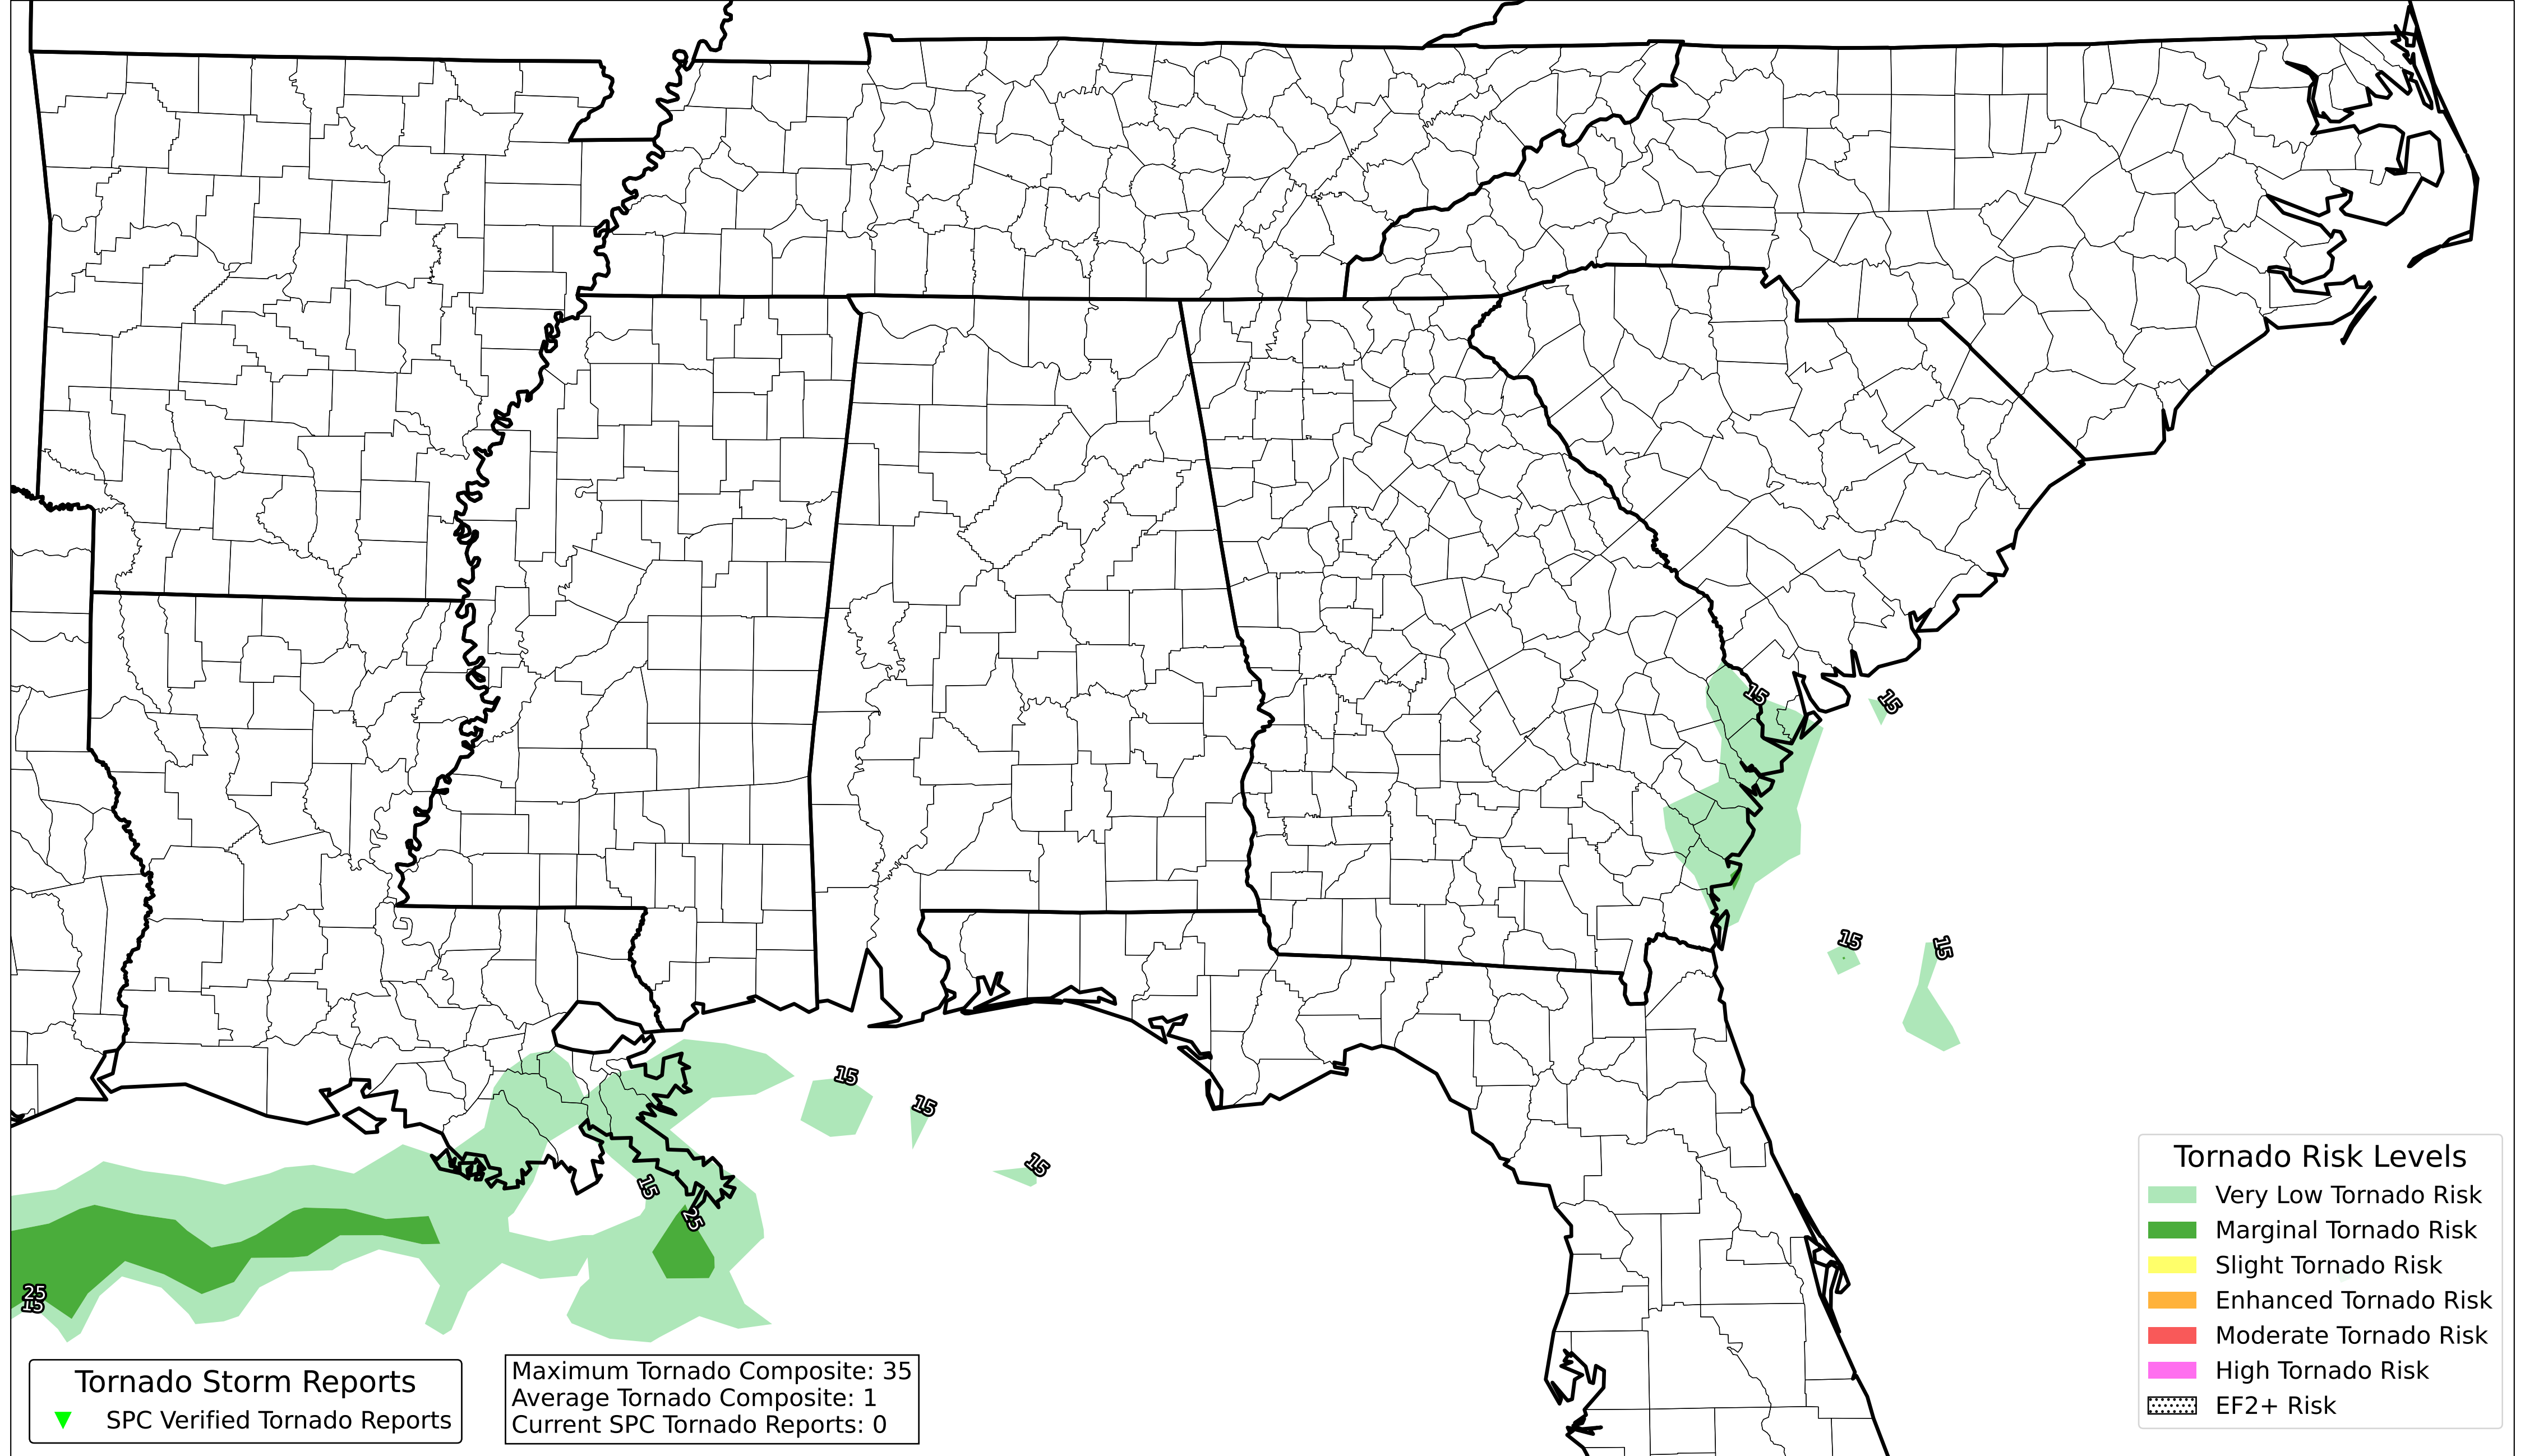 15
15
15
15
15
15
15
15
25
25
15
Tornado Risk Levels
Very Low Tornado Risk
Marginal Tornado Risk
Slight Tornado Risk
Enhanced Tornado Risk
Moderate Tornado Risk
High Tornado Risk
EF2+ Risk
Tornado Storm Reports
SPC Verified Tornado Reports
Maximum Tornado Composite: 35
Average Tornado Composite: 1
Current SPC Tornado Reports: 0